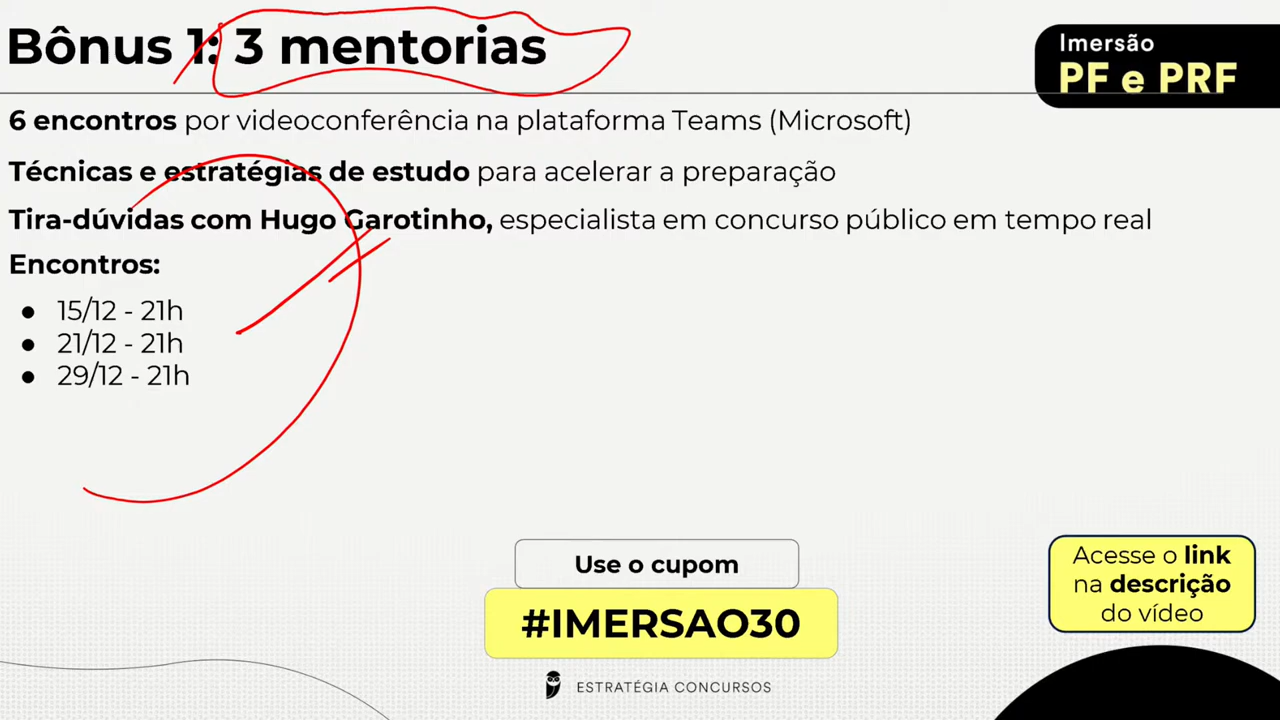 Bônus 1: 3 mentorias
Imersão
PF e PRF
6 encontros por videoconferência na plataforma Teams (Microsoft)
Técnicas e estratégias de estudo para acelerar a preparação
Tira-dúvidas com Hugo Garotinho, especialista em concurso público em tempo real
Encontros:
● 15/12 - 21h
● 21/12 - 21h
● 29/12 - 21h
Use o cupom
#IMERSAO30
Acesse o link
na descrição
do vídeo
ESTRATÉGIA CONCURSOS